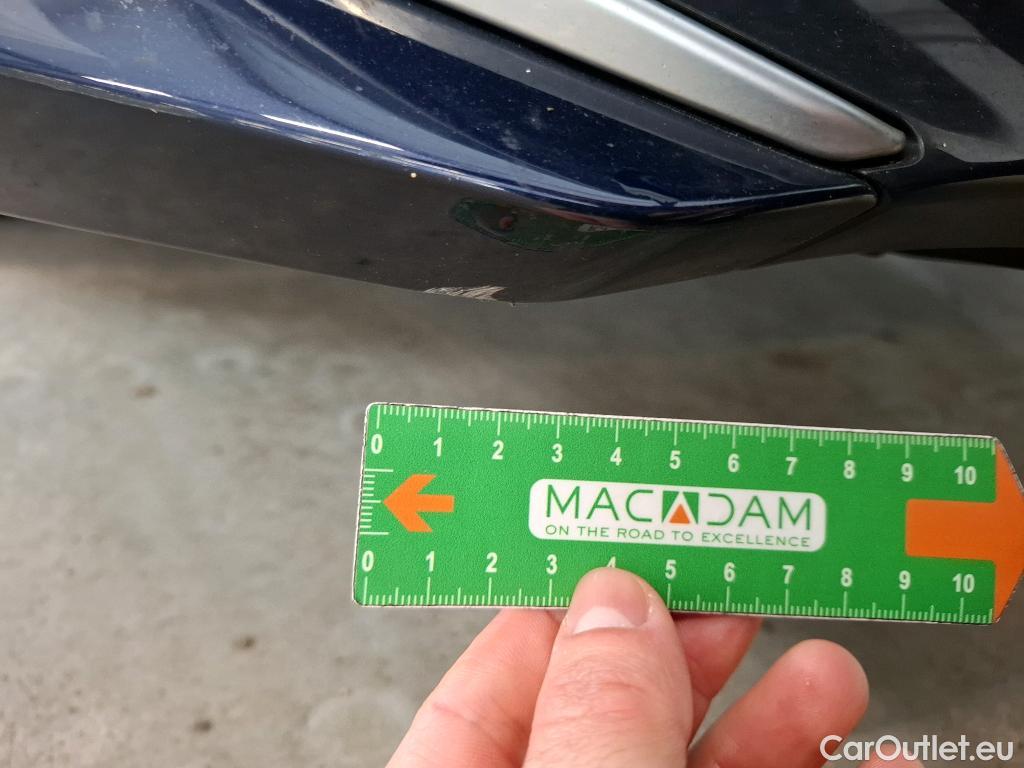 0 1 2 3 4 5 6 7 8 9 10
MACADAM
ON THE ROAD TO EXCELLENCE
0 1 2 3 4 5 6 7 8 9 10
CarOutlet.eu